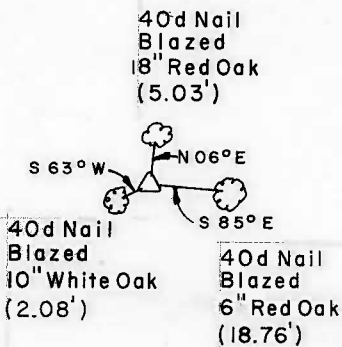 40d Nail
Blazed
18" Red Oak
(5.03')
S 63° W
N 06° E
S 85° E
40d Nail
Blazed
10" White Oak
(2.08')
40d Nail
Blazed
6" Red Oak
(18.76')